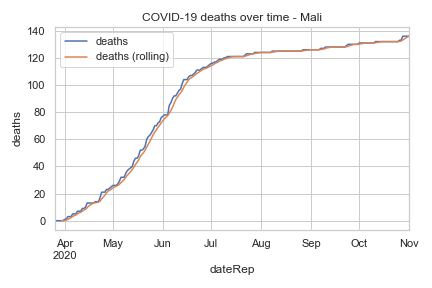 COVID-19 deaths over time - Mali
deaths
deaths (rolling)
140
120
100
80
60
40
20
0
deaths
Apr May Jun Jul Aug Sep Oct Nov
2020
dateRep